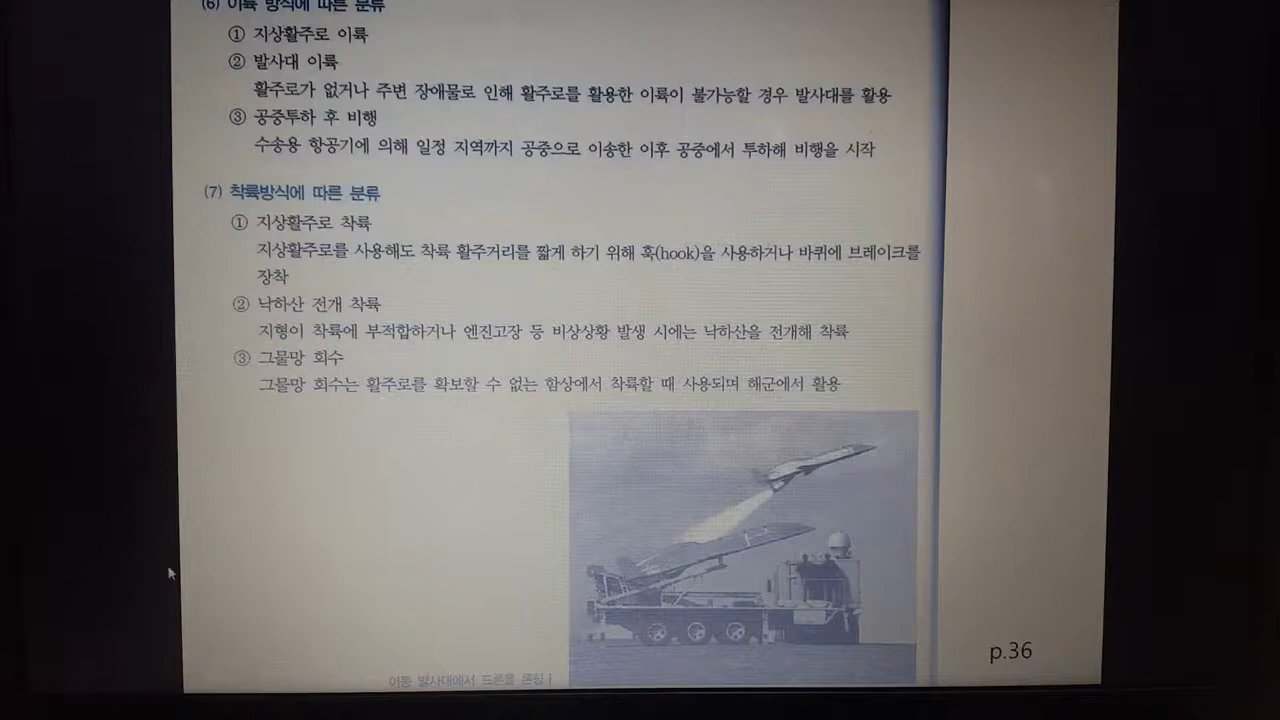 (6) 이륙 방식에 따른 분류
① 지상활주로 이륙
② 발사대 이륙
활주로가 없거나 주변 장애물로 인해 활주로를 활용한 이륙이 불가능할 경우 발사대를 활용
③ 공중투하 후 비행
수송용 항공기에 의해 일정 지역까지 공중으로 이송한 이후 공중에서 투하해 비행을 시작
(7) 착륙방식에 따른 분류
① 지상활주로 착륙
지상활주로를 사용해도 착륙 활주거리를 짧게 하기 위해 훅(hook)을 사용하거나 바퀴에 브레이크를
장착
② 낙하산 전개 착륙
지형이 착륙에 부적합하거나 엔진고장 등 비상상황 발생 시에는 낙하산을 전개해 착륙
③ 그물망 회수
그물망 회수는 활주로를 확보할 수 없는 함상에서 착륙할 때 사용되며 해군에서 활용
이동 발사대에서 드론을 론칭
p.36